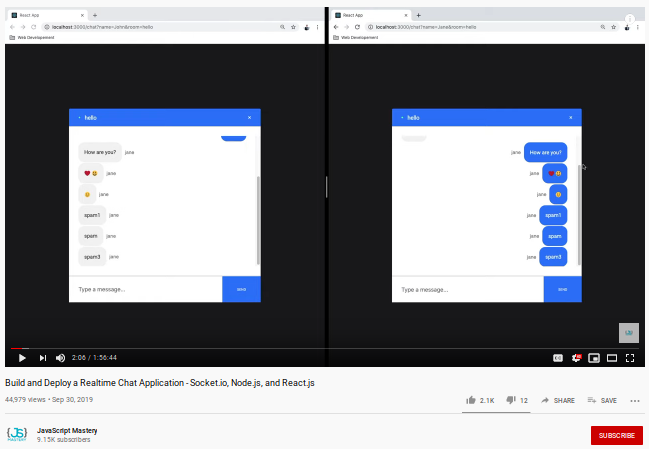 React App
React App
localhost:3000/chat?name=John&room=hello
localhost:3000/chat?name=Jane&room=hello
Web Developement
Web Developement
hello
How are you? jane
jane
jane
spam1 jane
spam jane
spam3 jane
Type a message...
SEND
hello
jane How are you?
jane
jane
jane spam1
jane spam
jane spam3
Type a message...
SEND
2:06 / 1:56:44
Build and Deploy a Realtime Chat Application - Socket.io, Node.js, and React.js
44,979 views • Sep 30, 2019
2.1K 12 SHARE SAVE
{JS}
MASTERY
JavaScript Mastery
9.15K subscribers
SUBSCRIBE